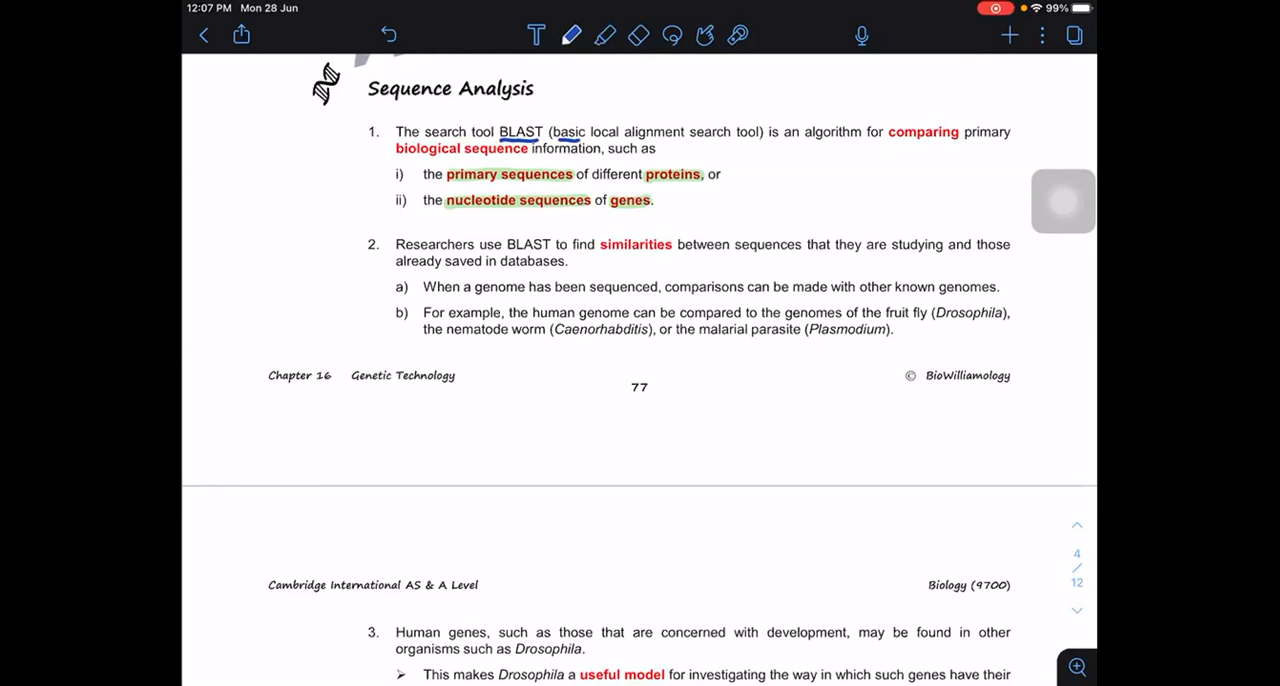 12:07 PM Mon 28 Jun
99%
Sequence Analysis
1. The search tool BLAST (basic local alignment search tool) is an algorithm for comparing primary
biological sequence information, such as
i) the primary sequences of different proteins, or
ii) the nucleotide sequences of genes.
2. Researchers use BLAST to find similarities between sequences that they are studying and those
already saved in databases.
a) When a genome has been sequenced, comparisons can be made with other known genomes.
b) For example, the human genome can be compared to the genomes of the fruit fly (Drosophila),
the nematode worm (Caenorhabditis), or the malarial parasite (Plasmodium).
Chapter 16 Genetic Technology
77
© BioWilliamology
4
/
12
Cambridge International AS & A Level Biology (9700)
3. Human genes, such as those that are concerned with development, may be found in other
organisms such as Drosophila.
➢ This makes Drosophila a useful model for investigating the way in which such genes have their